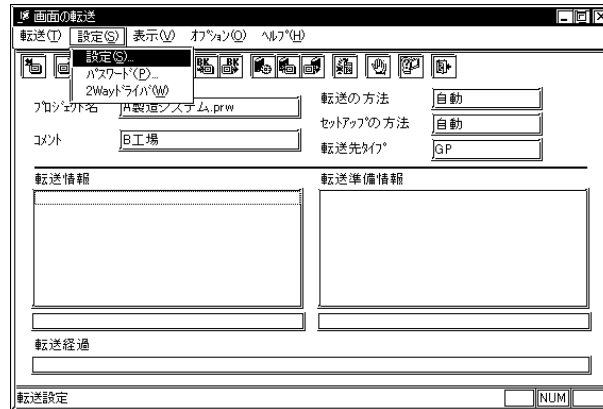 画面の転送
転送(T) 設定(S) 表示(V) オプション(O) ヘルプ(H)
設定(S)...
パスワード(P)...
2Wayドライバ(W)
BK BK
プロジェクト名 A製造システム.prw
コメント B工場
転送の方法 自動
セットアップの方法 自動
転送先タイプ GP
転送情報 転送準備情報
転送経過
転送設定 NUM